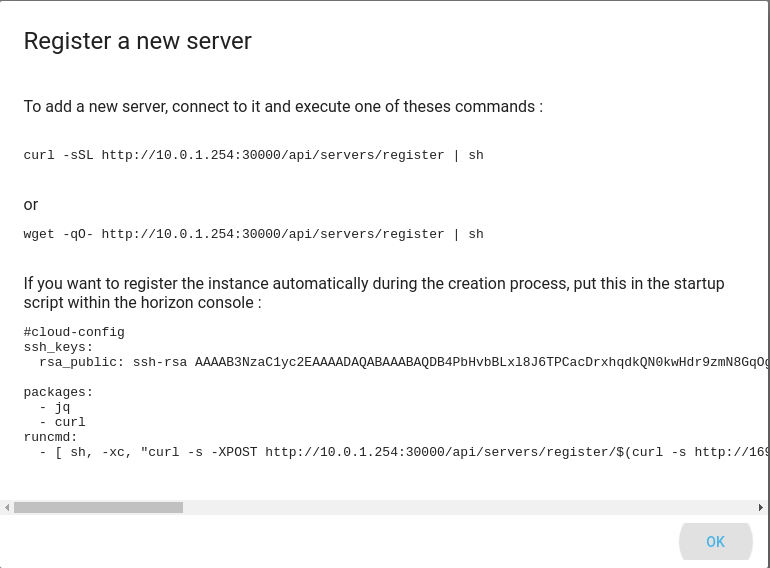 Register a new server
To add a new server, connect to it and execute one of theses commands :
curl -sSL http://10.0.1.254:30000/api/servers/register | sh
or
wget -qO- http://10.0.1.254:30000/api/servers/register | sh
If you want to register the instance automatically during the creation process, put this in the startup
script within the horizon console :
#cloud-config
ssh_keys:
  rsa_public: ssh-rsa AAAAB3NzaC1yc2EAAAADAQABAAABAQDB4PbHvbBLxl8J6TPCacDrxhqdkQN0kwHdr9zmN8GqOg
packages:
  - jq
  - curl
runcmd:
  - [ sh, -xc, "curl -s -XPOST http://10.0.1.254:30000/api/servers/register/$(curl -s http://169
OK